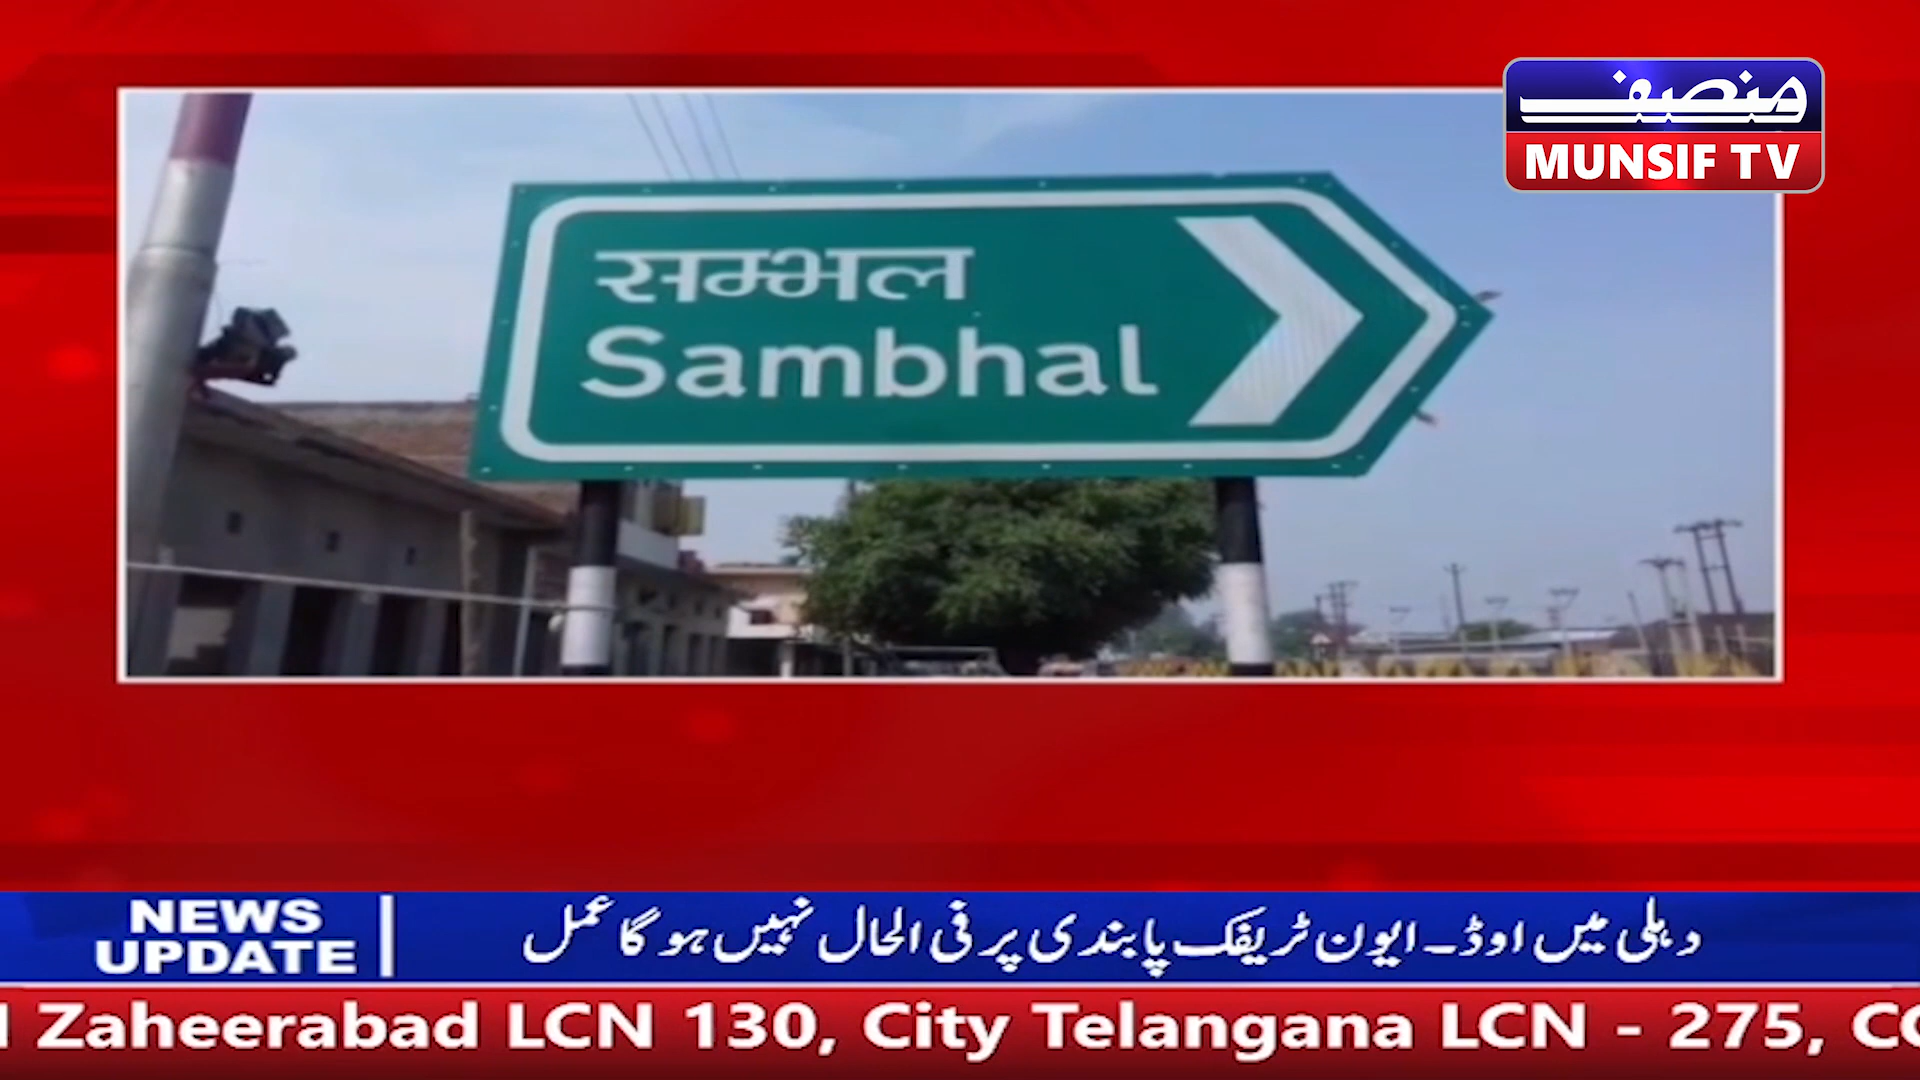 منصف
MUNSIF TV
सम्भल
Sambhal
NEWS
UPDATE
دہلی میں اوڈ۔ایون ٹریفک پابندی پر فی الحال نہیں ہو گا عمل
Zaheerabad LCN 130, City Telangana LCN - 275,